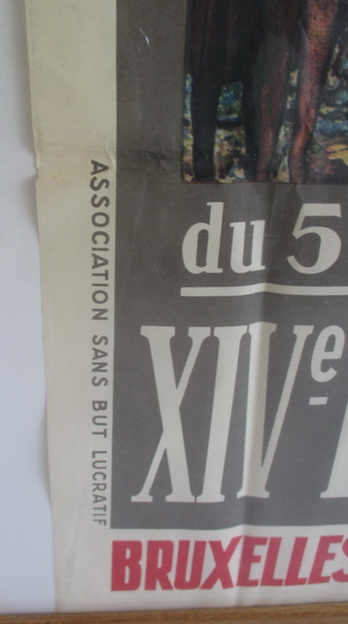 ASSOCIATION SANS BUT LUCRATIF
du 5
XIVe
BRUXELLES